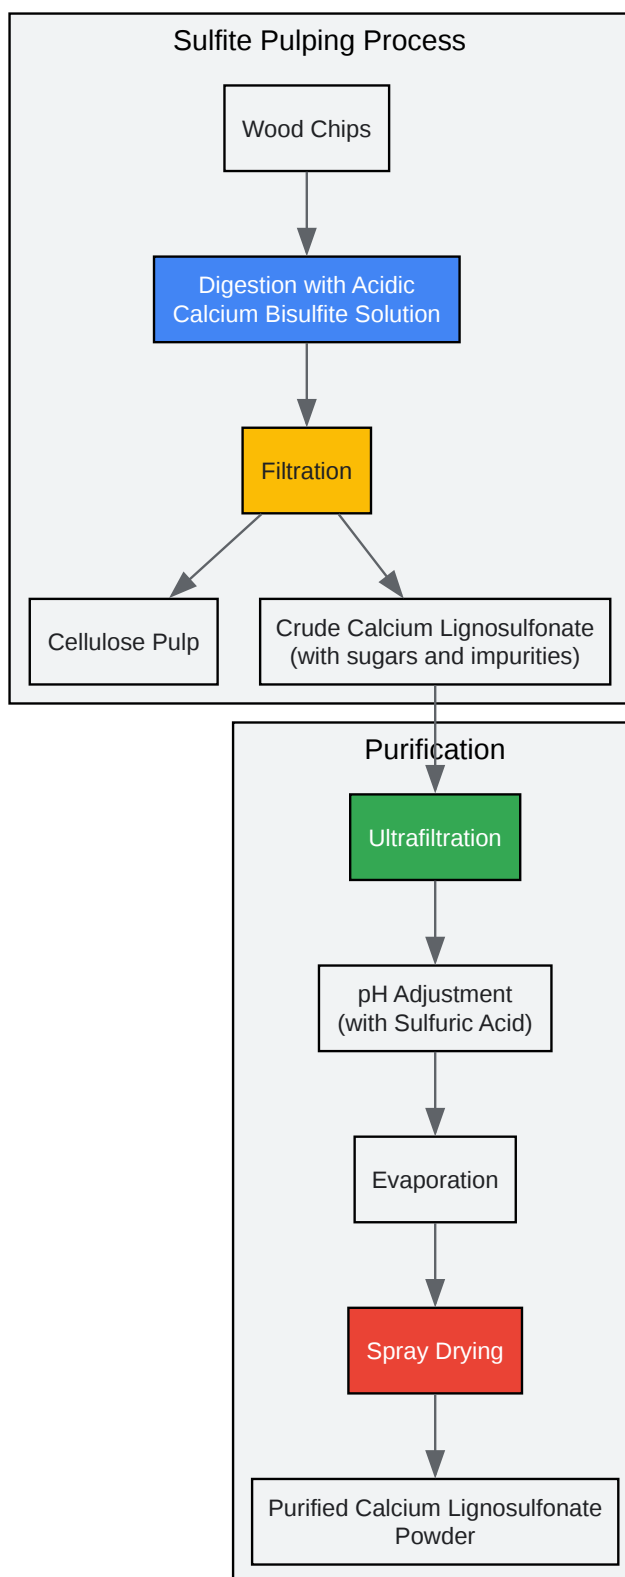 Sulfite Pulping Process
Wood Chips
Digestion with Acidic
Calcium Bisulfite Solution
Filtration
Cellulose Pulp
Crude Calcium Lignosulfonate
(with sugars and impurities)
Purification
Ultrafiltration
pH Adjustment
(with Sulfuric Acid)
Evaporation
Spray Drying
Purified Calcium Lignosulfonate
Powder